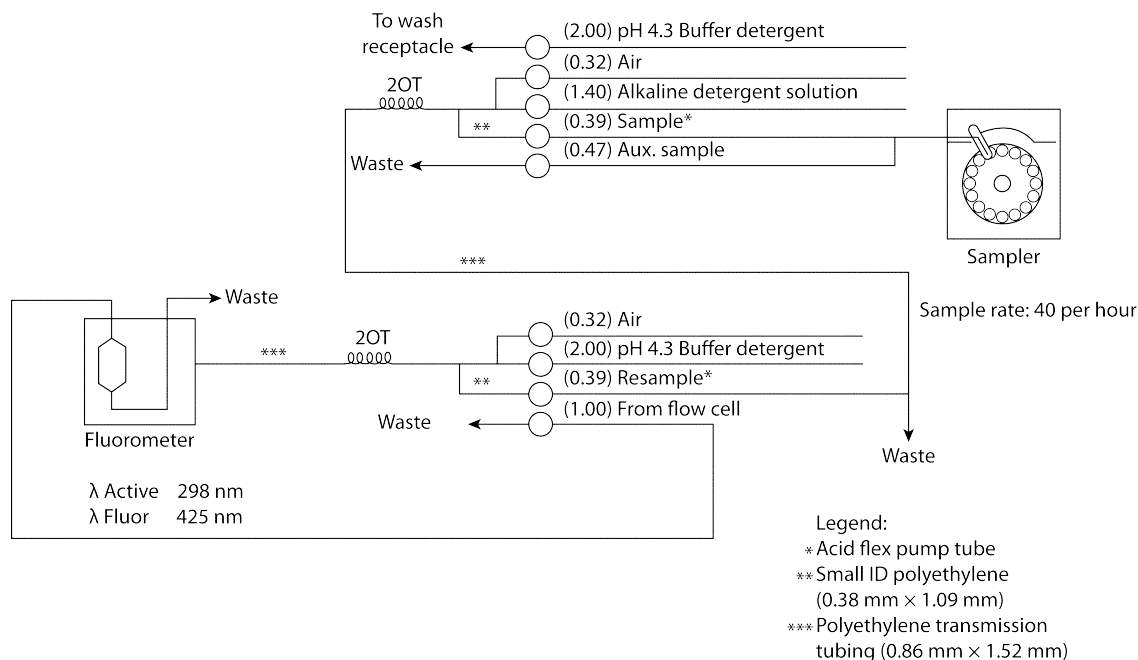 To wash
receptacle
(2.00) pH 4.3 Buffer detergent
(0.32) Air
2OT
(1.40) Alkaline detergent solution
** (0.39) Sample*
Waste
(0.47) Aux. sample
Sampler
***
Sample rate: 40 per hour
Waste
(0.32) Air
2OT
***
(2.00) pH 4.3 Buffer detergent
** (0.39) Resample*
(1.00) From flow cell
Waste
Fluorometer
Waste
λ Active 298 nm
λ Fluor 425 nm
Legend:
*Acid flex pump tube
**Small ID polyethylene
(0.38 mm × 1.09 mm)
***Polyethylene transmission
tubing (0.86 mm × 1.52 mm)